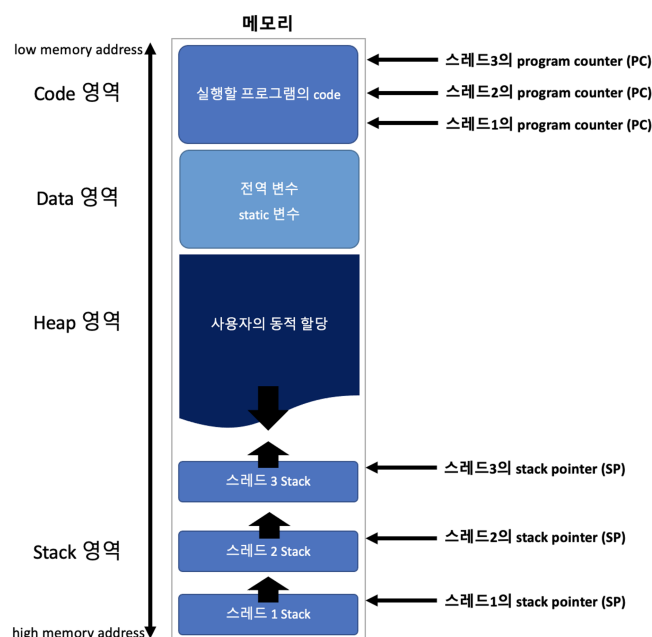 메모리
low memory address
Code 영역
실행할 프로그램의 code
스레드3의 program counter (PC)
스레드2의 program counter (PC)
스레드1의 program counter (PC)
Data 영역
전역 변수
static 변수
Heap 영역
사용자의 동적 할당
스레드 3 Stack
스레드3의 stack pointer (SP)
Stack 영역
스레드 2 Stack
스레드2의 stack pointer (SP)
스레드 1 Stack
스레드1의 stack pointer (SP)
high memory address